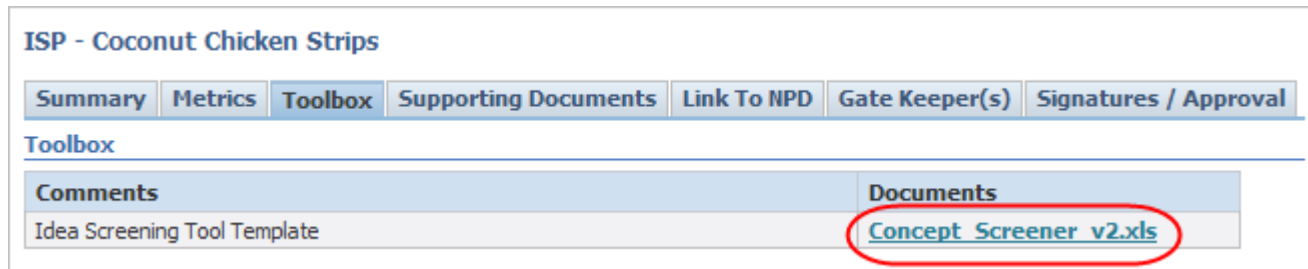 ISP - Coconut Chicken Strips
Summary Metrics Toolbox Supporting Documents Link To NPD Gate Keeper(s) Signatures / Approval
Toolbox
Comments Documents
Idea Screening Tool Template Concept_Screener_v2.xls